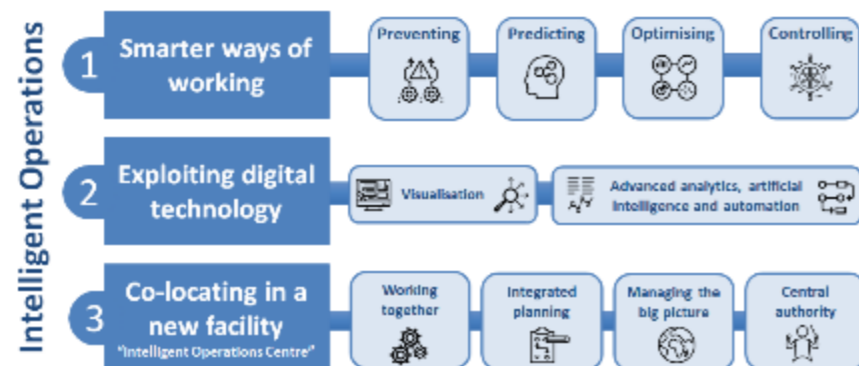 Intelligent Operations
1
Smarter ways of
working
Preventing
Predicting
Optimising
Controlling
2
Exploiting digital
technology
Visualisation
Advanced analytics, artificial
intelligence and automation
3
Co-locating in a
new facility
"Intelligent Operations Centre"
Working
together
Integrated
planning
Managing the
big picture
Central
authority